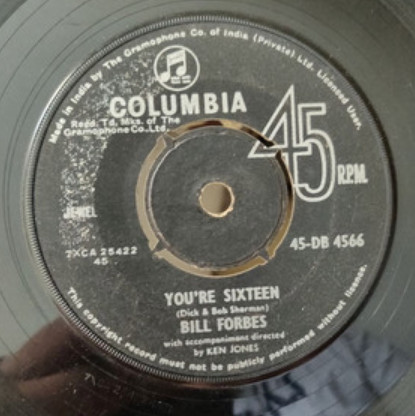 Made in India by The Gramophone Co. of India (Private) Ltd. Licensed User.
COLUMBIA
Regd. Td. Mks. of The
Gramophone Co. Ltd.
45 R.P.M.
JEWEL
7XCA 25422
45-
45-DB 4566
YOU'RE SIXTEEN
(Dick & Bob Sherman)
BILL FORBES
with accompaniment directed
by KEN JONES
This copyright record must not be publicly performed without licence.